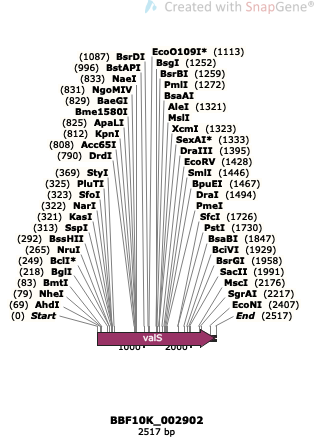 Created with SnapGene®
(1087) BsrDI
(996) BstAPI
(833) NaeI
(831) NgoMIV
(829) BaeGI
Bme1580I
(825) ApaLI
(812) KpnI
(808) Acc65I
(790) DrdI
(369) StyI
(325) PluTI
(323) SfoI
(322) NarI
(321) KasI
(313) SspI
(292) BssHII
(265) NruI
(249) BclI*
(218) BglI
(83) BmtI
(79) NheI
(69) AhdI
(0) Start
EcoO109I* (1113)
BsgI (1252)
BsrBI (1259)
PmlI (1272)
BsaAI
AleI (1321)
MslI
XcmI (1323)
SexAI* (1333)
DraIII (1395)
EcoRV (1428)
SmlI (1446)
BpuEI (1467)
DraI (1494)
PmeI
SfcI (1726)
PstI (1730)
BsaBI (1847)
BciVI (1929)
BsrGI (1958)
SacII (1991)
MscI (2176)
SgrAI (2217)
EcoNI (2407)
End (2517)
valS
1000 2000
BBF10K_002902
2517 bp